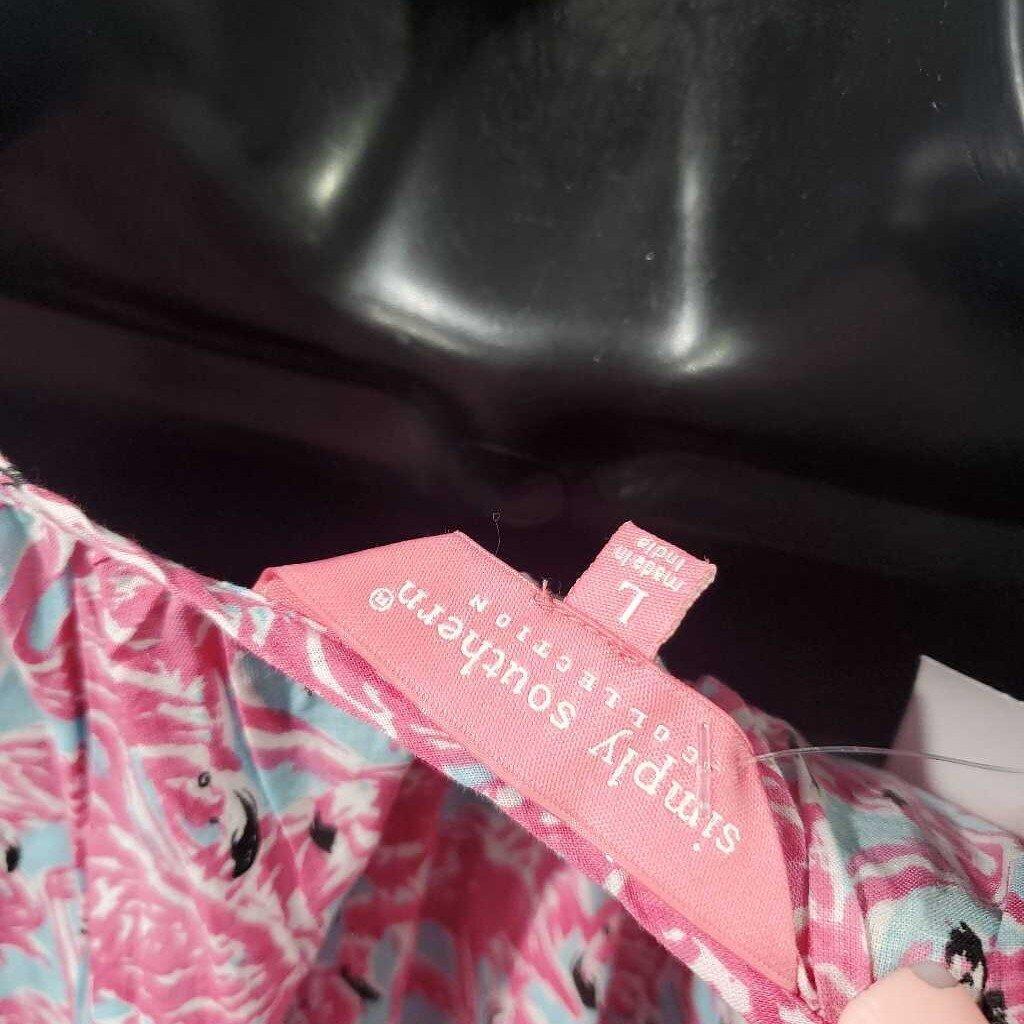 simply southern®
COLLECTION
L
made in
india